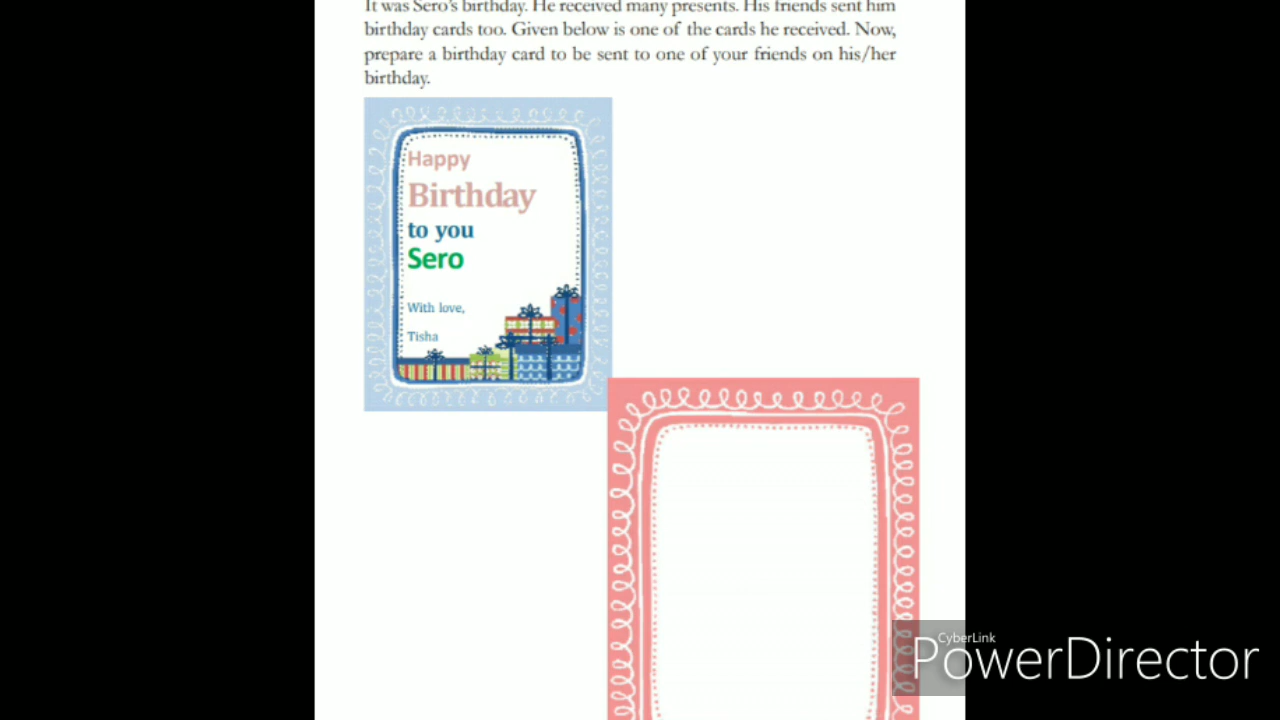 It was Sero's birthday. He received many presents. His friends sent him
birthday cards too. Given below is one of the cards he received. Now,
prepare a birthday card to be sent to one of your friends on his/her
birthday.
Happy
Birthday
to you
Sero
With love,
Tisha
CyberLink
PowerDirector